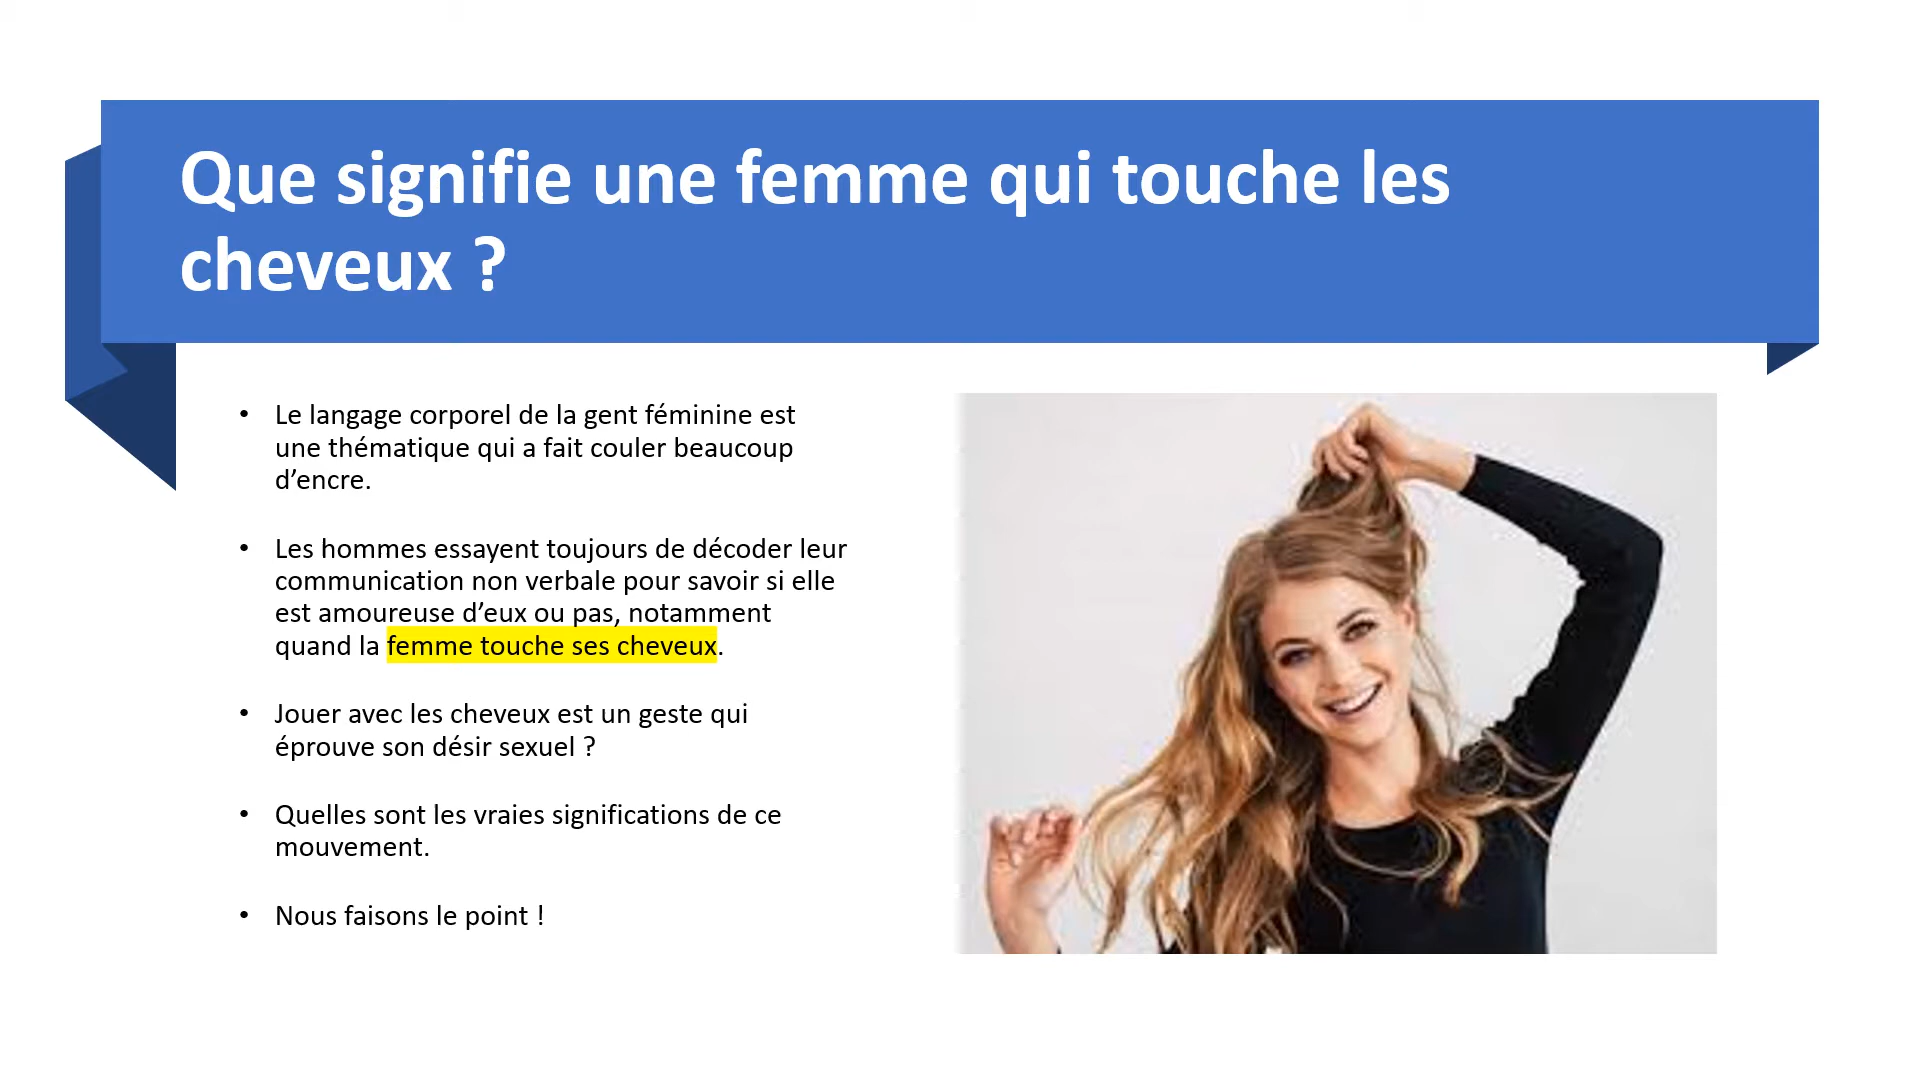 Que signifie une femme qui touche les
cheveux ?
• Le langage corporel de la gent féminine est
une thématique qui a fait couler beaucoup
d’encre.
• Les hommes essayent toujours de décoder leur
communication non verbale pour savoir si elle
est amoureuse d’eux ou pas, notamment
quand la femme touche ses cheveux.
• Jouer avec les cheveux est un geste qui
éprouve son désir sexuel ?
• Quelles sont les vraies significations de ce
mouvement.
• Nous faisons le point !